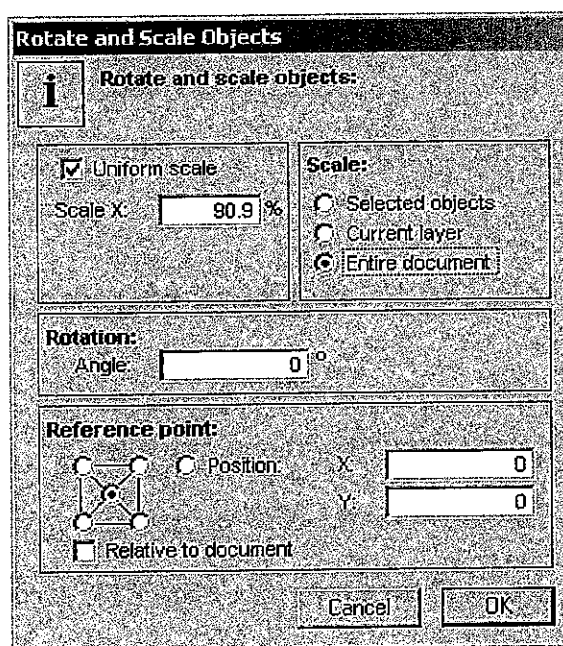 Rotate and Scale Objects
i
Rotate and scale objects:
Uniform scale
Scale X: 90.9 %
Scale:
Selected objects
Current layer
Entire document
Rotation:
Angle: 0 °
Reference point:
Position: X: 0
Y: 0
Relative to document
Cancel OK